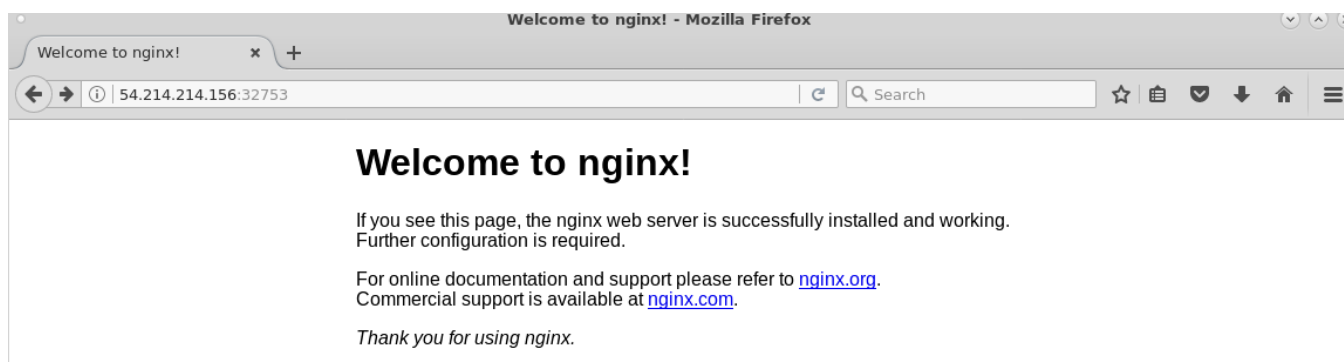 Welcome to nginx! - Mozilla Firefox
Welcome to nginx!
54.214.214.156:32753
Search
Welcome to nginx!
If you see this page, the nginx web server is successfully installed and working.
Further configuration is required.
For online documentation and support please refer to nginx.org.
Commercial support is available at nginx.com.
Thank you for using nginx.